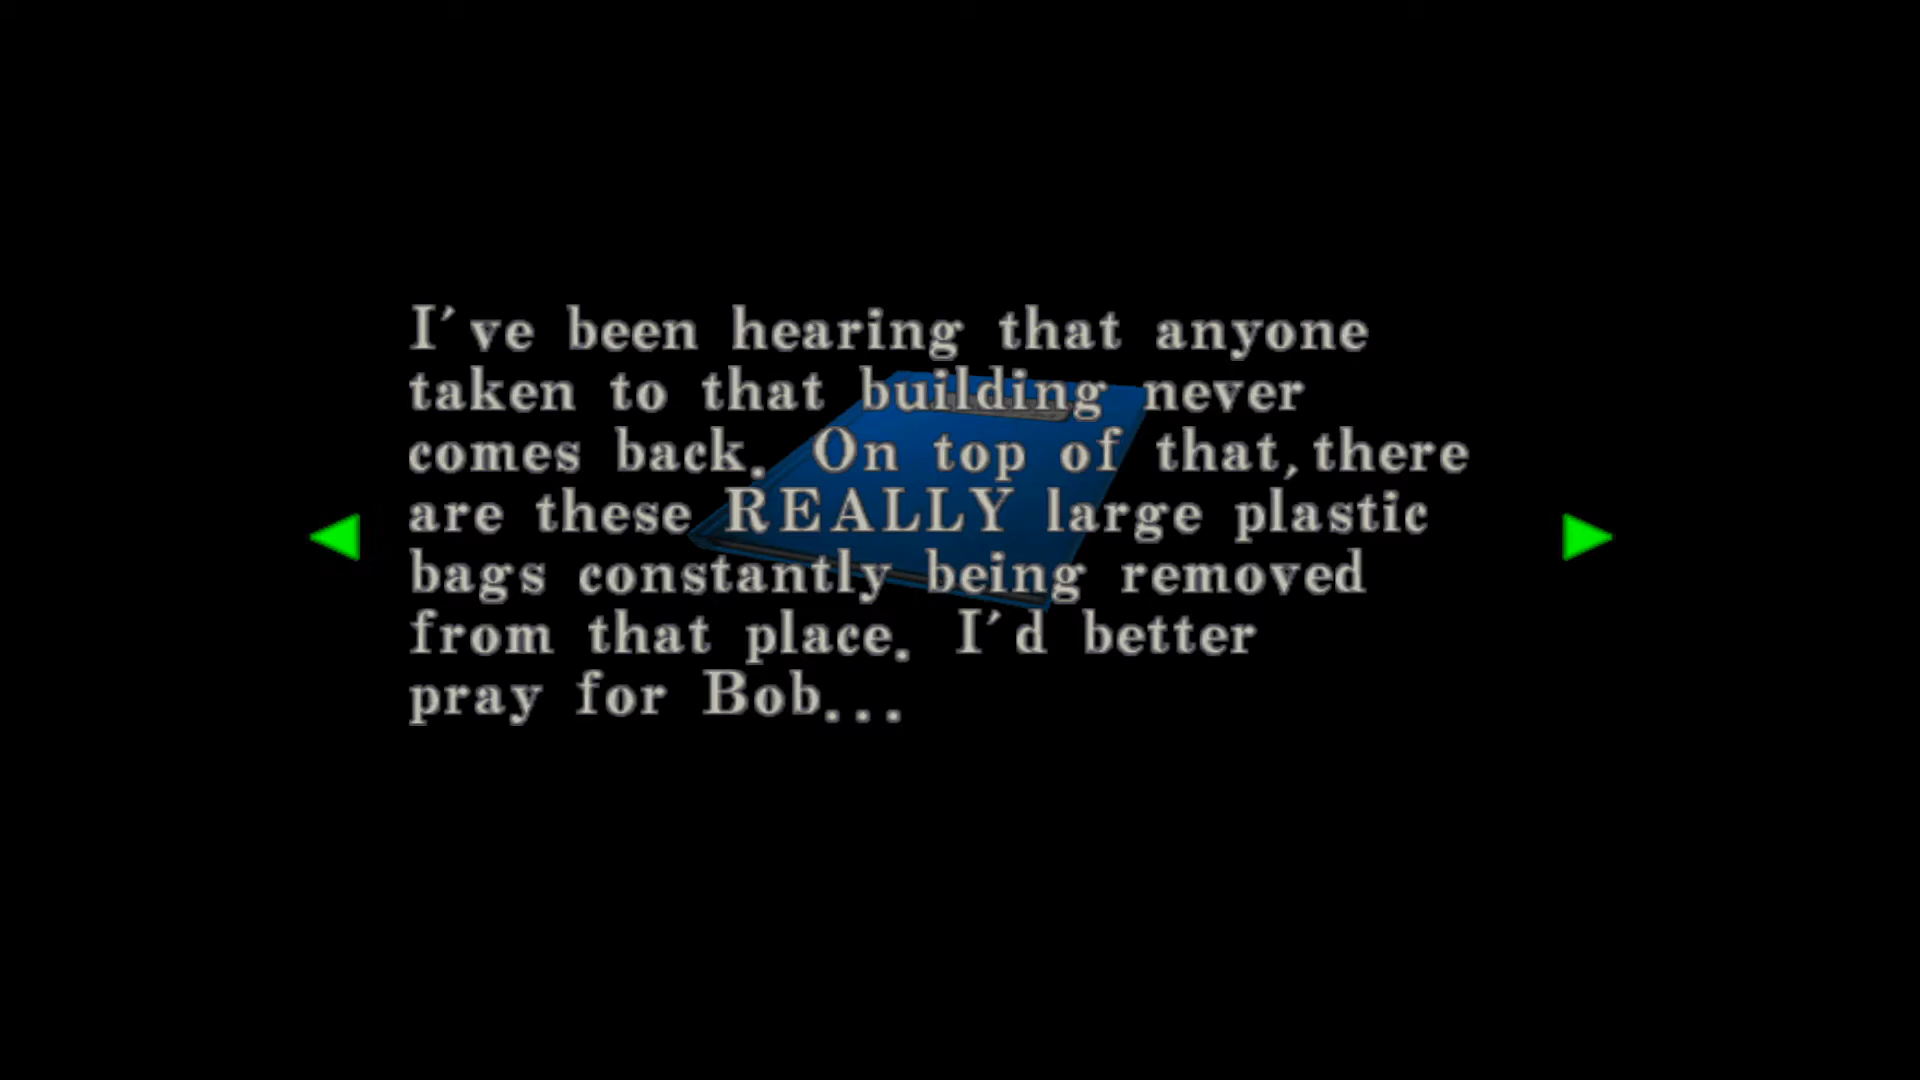 I've been hearing that anyone
taken to that building never
comes back. On top of that,there
are these REALLY large plastic
bags constantly being removed
from that place. I'd better
pray for Bob...